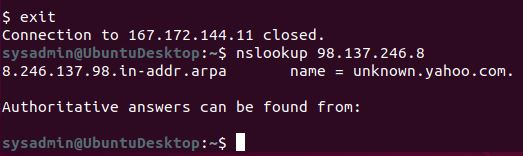 $ exit
Connection to 167.172.144.11 closed.
sysadmin@UbuntuDesktop:~$ nslookup 98.137.246.8
8.246.137.98.in-addr.arpa       name = unknown.yahoo.com.
Authoritative answers can be found from:
sysadmin@UbuntuDesktop:~$